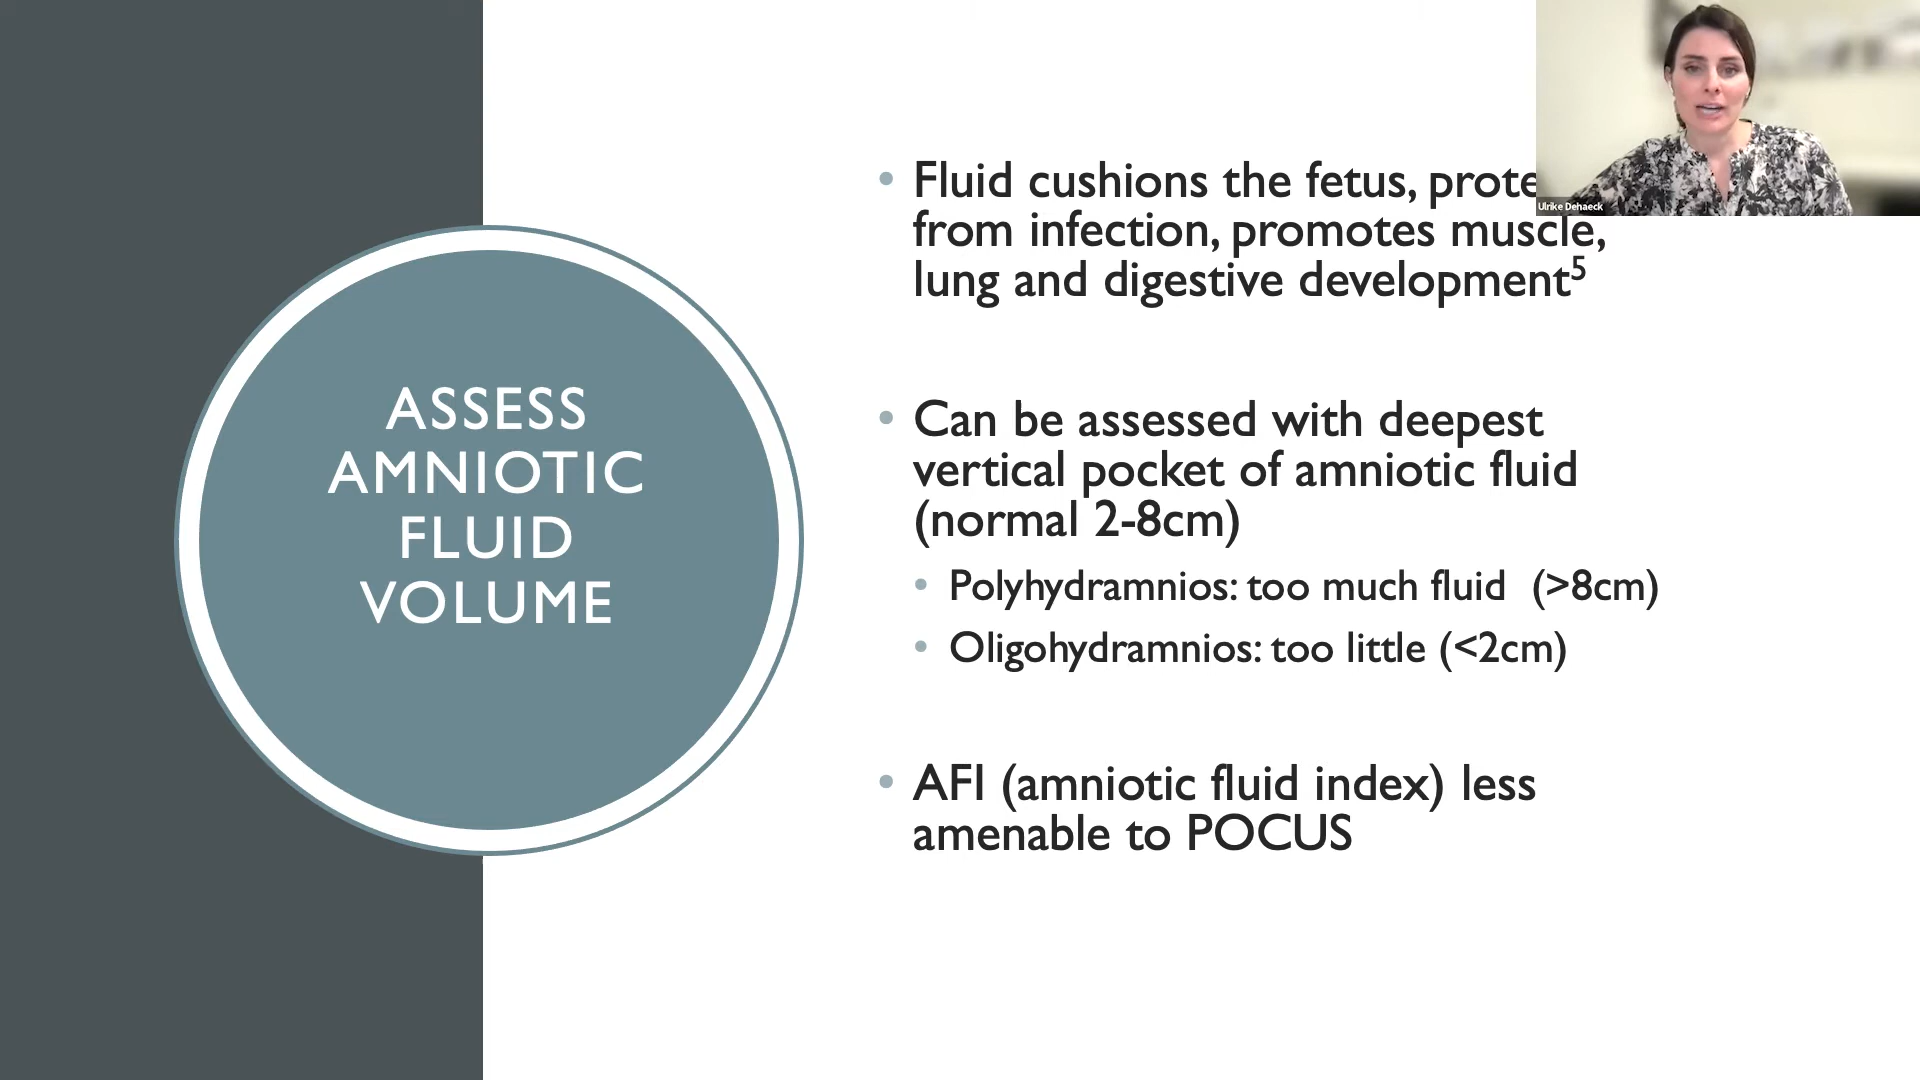 ASSESS
AMNIOTIC
FLUID
VOLUME
Fluid cushions the fetus,
from infection, promotes muscle,
lung and digestive development5
Can be assessed with deepest
vertical pocket of amniotic fluid
(normal 2-8cm)
Polyhydramnios: too much fluid (>8cm)
Oligohydramnios: too little (<2cm)
AFI (amniotic fluid index) less
amenable to POCUS
Ulrike Dehaeck